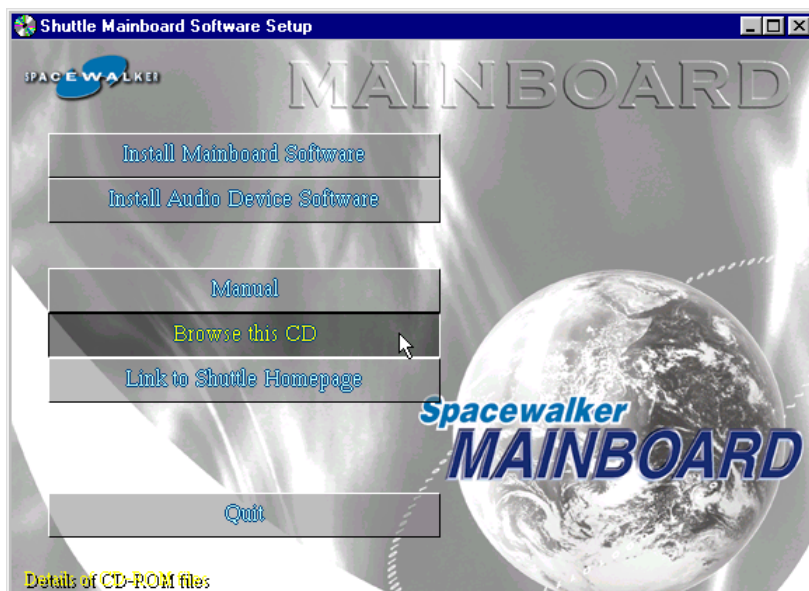 Shuttle Mainboard Software Setup
SPACEWALKER
MAINBOARD
Install Mainboard Software
Install Audio Device Software
Manual
Browse this CD
Link to Shuttle Homepage
Spacewalker
MAINBOARD
Quit
Details of CD-ROM files